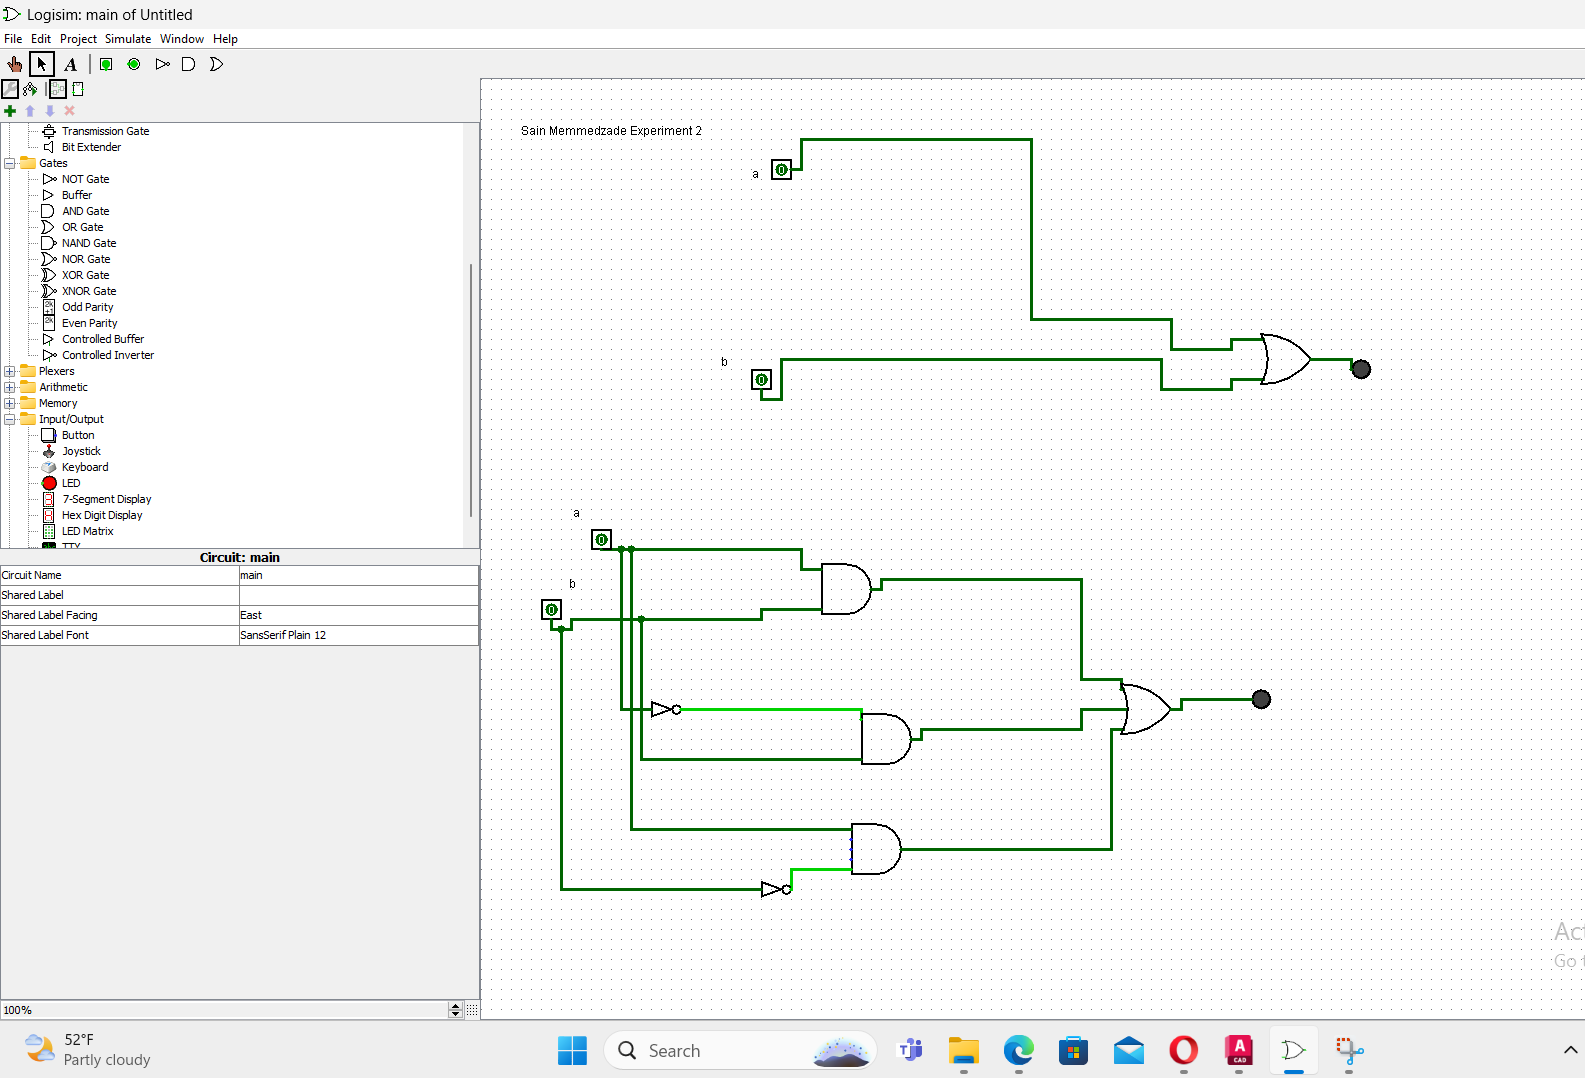 Logisim: main of Untitled
File Edit Project Simulate Window Help
A
Transmission Gate
Bit Extender
Gates
NOT Gate
Buffer
AND Gate
OR Gate
NAND Gate
NOR Gate
XOR Gate
XNOR Gate
Odd Parity
Even Parity
Controlled Buffer
Controlled Inverter
Plexers
Arithmetic
Memory
Input/Output
Button
Joystick
Keyboard
LED
7-Segment Display
Hex Digit Display
LED Matrix
TTY
Circuit: main
Circuit Name main
Shared Label
Shared Label Facing East
Shared Label Font SansSerif Plain 12
100%
Sain Memmedzade Experiment 2
a
0
b
0
a
0
b
0
Act
Go t
52°F
Partly cloudy
Search
A
CAD